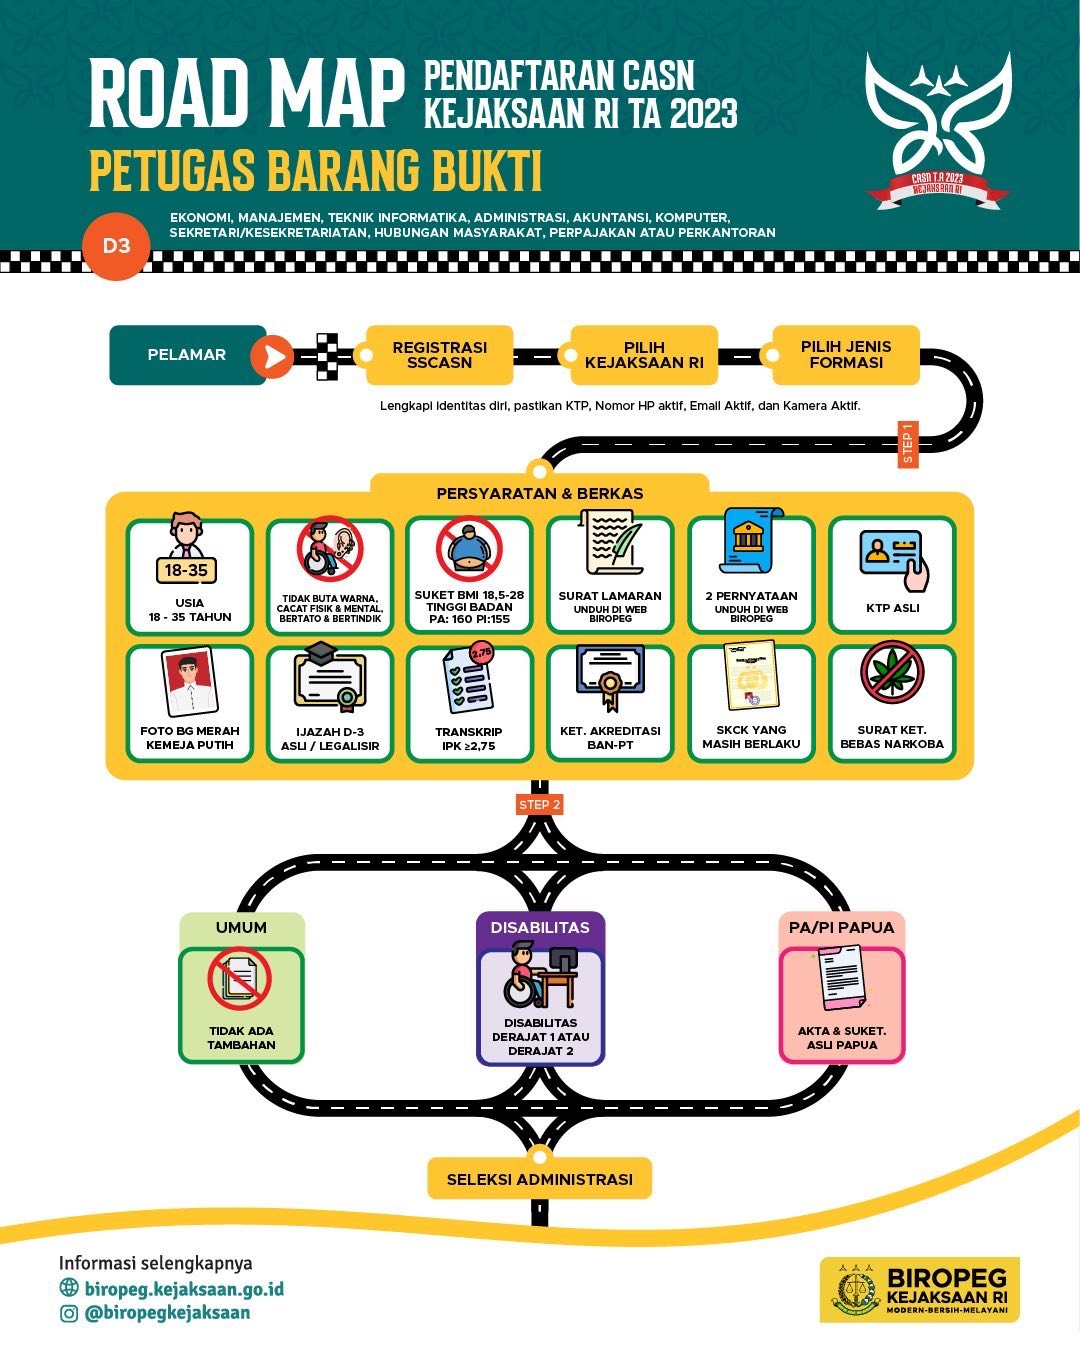 ROAD MAP
PENDAFTARAN CASN
KEJAKSAAN RI TA 2023
PETUGAS BARANG BUKTI
CASN T.A 2023
KEJAKSAAN RI
D3
EKONOMI, MANAJEMEN, TEKNIK INFORMATIKA, ADMINISTRASI, AKUNTANSI, KOMPUTER,
SEKRETARI/KESEKRETARIATAN, HUBUNGAN MASYARAKAT, PERPAJAKAN ATAU PERKANTORAN
PELAMAR
REGISTRASI
SSCASN
PILIH
KEJAKSAAN RI
PILIH JENIS
FORMASI
Lengkapi identitas diri, pastikan KTP, Nomor HP aktif, Email Aktif, dan Kamera Aktif.
STEP 1
PERSYARATAN & BERKAS
18-35
USIA
18 - 35 TAHUN
TIDAK BUTA WARNA,
CACAT FISIK & MENTAL,
BERTATO & BERTINDIK
SUKET BMI 18,5-28
TINGGI BADAN
PA: 160 PI:155
SURAT LAMARAN
UNDUH DI WEB
BIROPEG
2 PERNYATAAN
UNDUH DI WEB
BIROPEG
KTP ASLI
FOTO BG MERAH
KEMEJA PUTIH
IJAZAH D-3
ASLI / LEGALISIR
2,75
TRANSKRIP
IPK ≥2,75
KET. AKREDITASI
BAN-PT
SKCK YANG
MASIH BERLAKU
SURAT KET.
BEBAS NARKOBA
STEP 2
UMUM
TIDAK ADA
TAMBAHAN
DISABILITAS
DISABILITAS
DERAJAT 1 ATAU
DERAJAT 2
PA/PI PAPUA
AKTA & SUKET.
ASLI PAPUA
SELEKSI ADMINISTRASI
Informasi selengkapnya
biropeg.kejaksaan.go.id
@biropegkejaksaan
BIROPEG
KEJAKSAAN RI
MODERN-BERSIH-MELAYANI